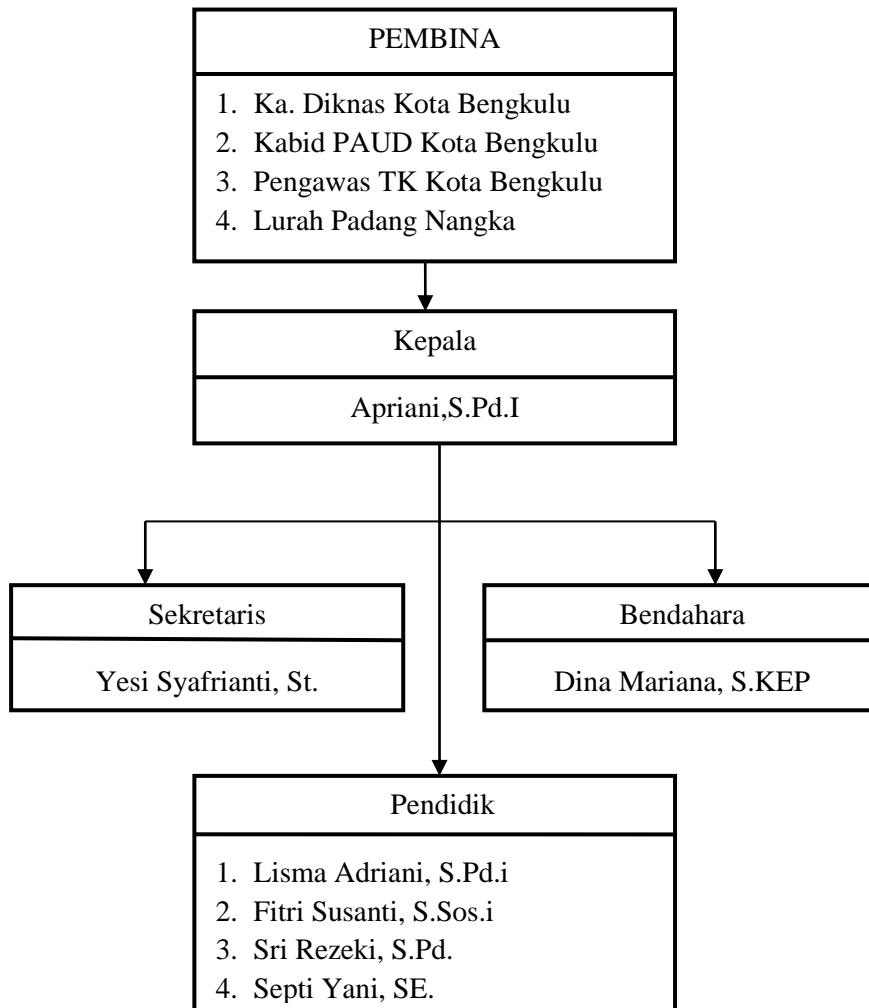 PEMBINA
1. Ka. Diknas Kota Bengkulu
2. Kabid PAUD Kota Bengkulu
3. Pengawas TK Kota Bengkulu
4. Lurah Padang Nangka
Kepala
Apriani,S.Pd.I
Sekretaris
Yesi Syafrianti, St.
Bendahara
Dina Mariana, S.KEP
Pendidik
1. Lisma Adriani, S.Pd.i
2. Fitri Susanti, S.Sos.i
3. Sri Rezeki, S.Pd.
4. Septi Yani, SE.